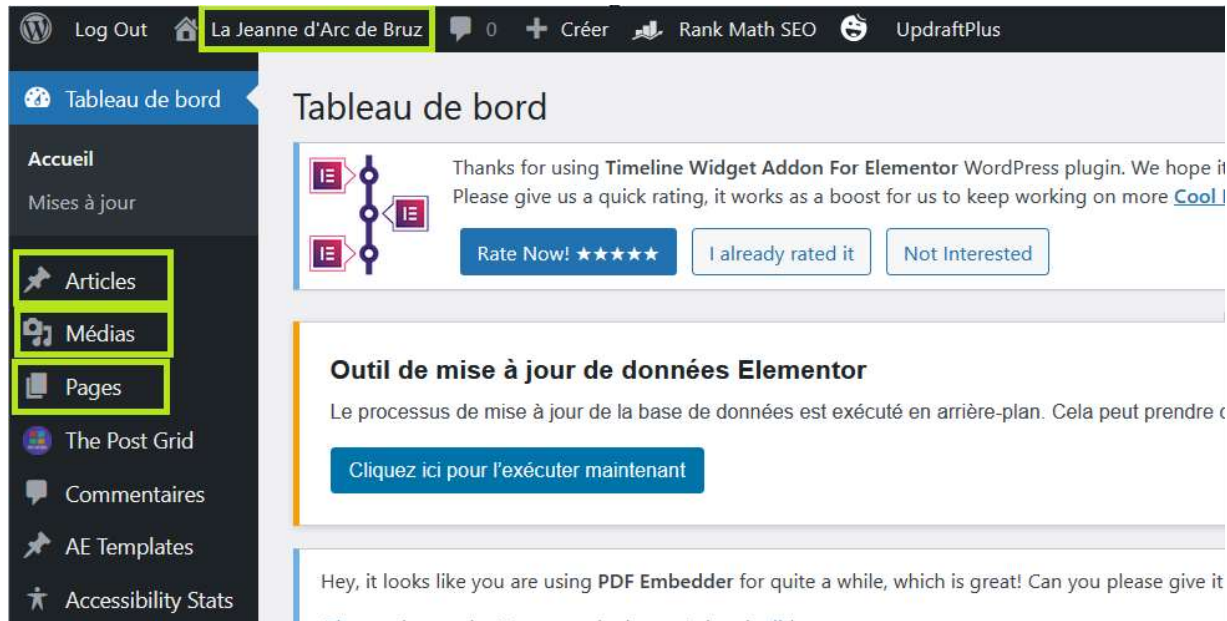 Log Out La Jeanne d'Arc de Bruz 0 Créer Rank Math SEO UpdraftPlus
Tableau de bord
Accueil
Mises à jour
Articles
Médias
Pages
The Post Grid
Commentaires
AE Templates
Accessibility Stats
Tableau de bord
Thanks for using Timeline Widget Addon For Elementor WordPress plugin. We hope it
Please give us a quick rating, it works as a boost for us to keep working on more Cool
Rate Now! ★★★★★ I already rated it Not Interested
Outil de mise à jour de données Elementor
Le processus de mise à jour de la base de données est exécuté en arrière-plan. Cela peut prendre
Cliquez ici pour l'exécuter maintenant
Hey, it looks like you are using PDF Embedder for quite a while, which is great! Can you please give it